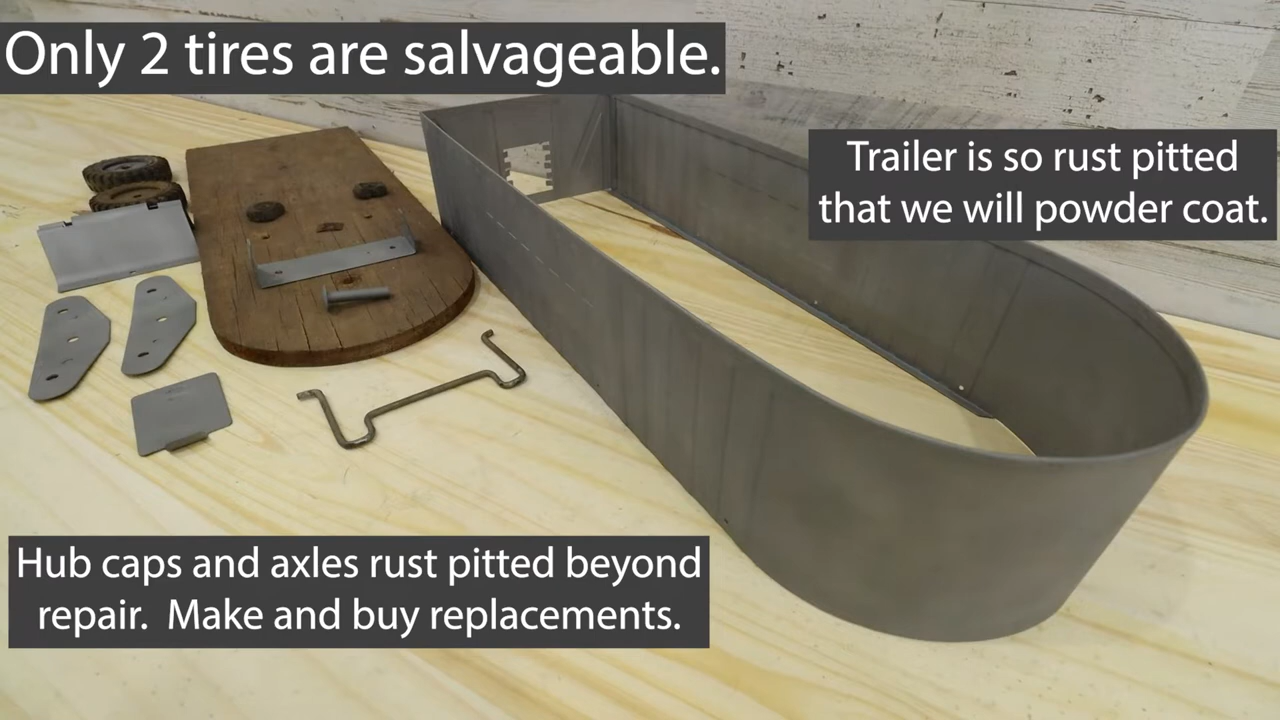 Only 2 tires are salvageable.
Trailer is so rust pitted
that we will powder coat.
Hub caps and axles rust pitted beyond
repair.  Make and buy replacements.